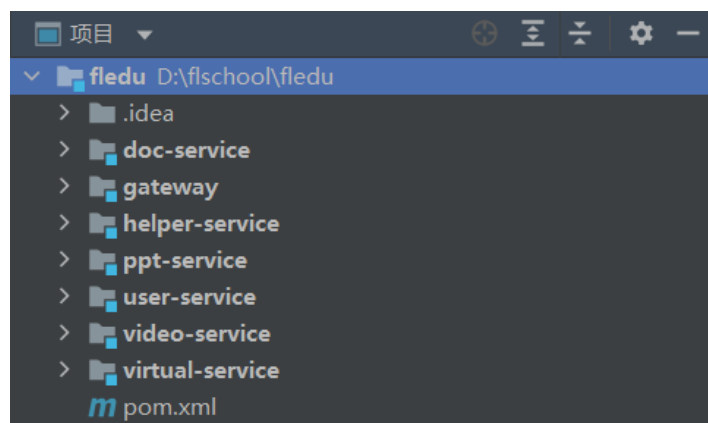 项目
fledu D:\flschool\fledu
.idea
doc-service
gateway
helper-service
ppt-service
user-service
video-service
virtual-service
m pom.xml